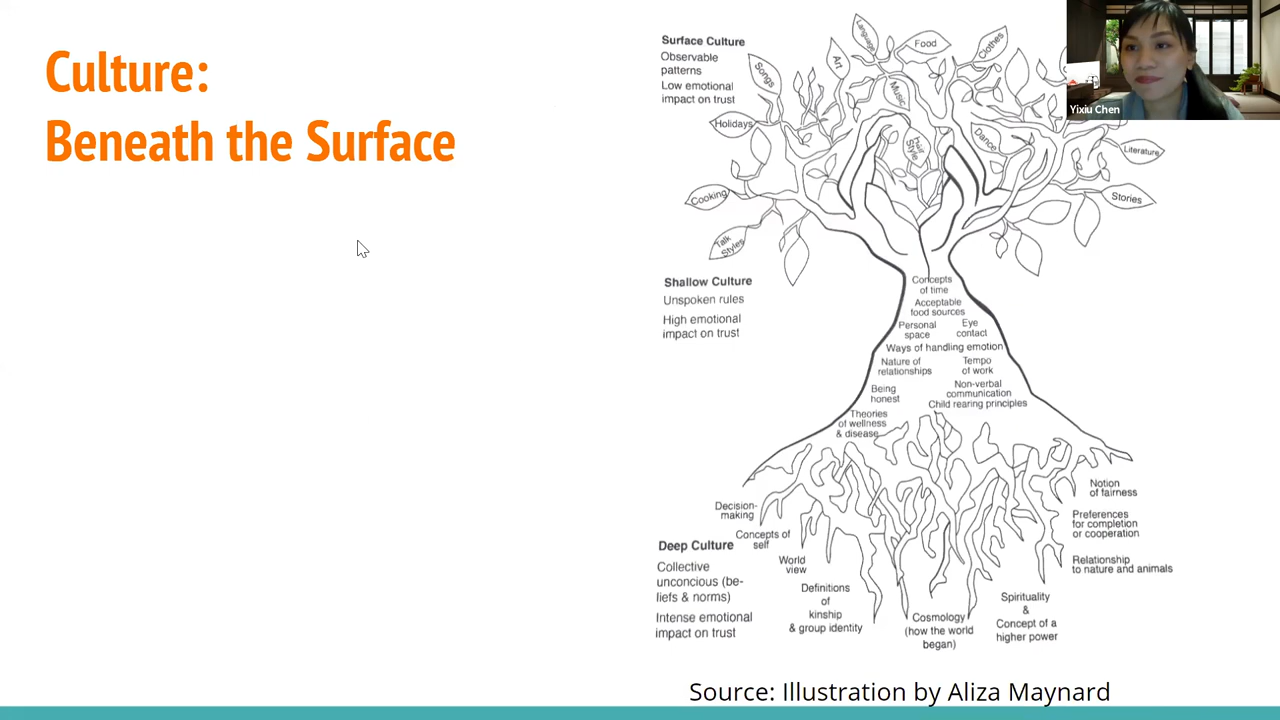 Culture:
Beneath the Surface
Yixiu Chen
Surface Culture
Observable
patterns
Low emotional
impact on trust
Language
Food
Clothes
Art
Songs
Music
Holidays
Hair
Style
Dance
Literature
Cooking
Stories
Talk
Styles
Shallow Culture
Unspoken rules
High emotional
impact on trust
Concepts
of time
Acceptable
food sources
Personal
space
Eye
contact
Ways of handling emotion
Nature of
relationships
Tempo
of work
Being
honest
Non-verbal
communication
Child rearing principles
Theories
of wellness
& disease
Deep Culture
Collective
unconcious (be-
liefs & norms)
Intense emotional
impact on trust
Decision-
making
Concepts of
self
World
view
Definitions
of
kinship
& group identity
Cosmology
(how the world
began)
Spirituality
&
Concept of a
higher power
Notion
of fairness
Preferences
for completion
or cooperation
Relationship
to nature and animals
Source: Illustration by Aliza Maynard